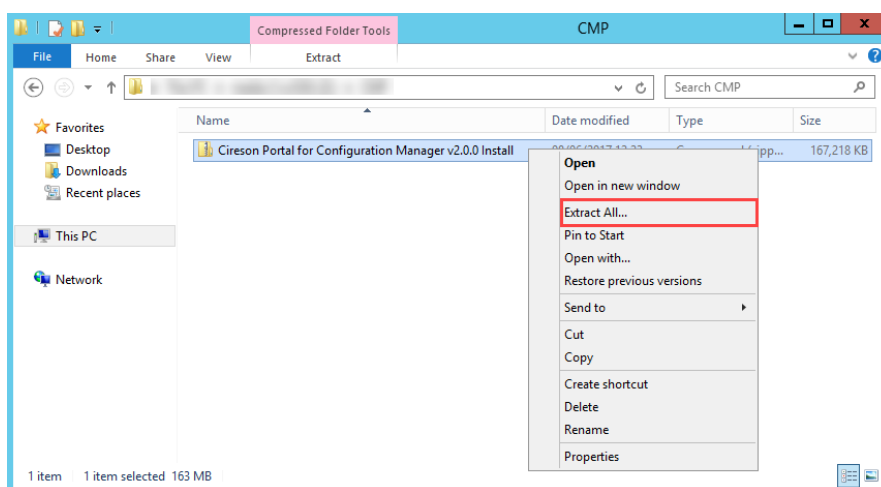 Compressed Folder Tools CMP
File Home Share View Extract
Search CMP
Name Date modified Type Size
Favorites
Desktop
Downloads
Recent places
This PC
Network
Cireson Portal for Configuration Manager v2.0.0 Install 167,218 KB
Open
Open in new window
Extract All...
Pin to Start
Open with...
Restore previous versions
Send to
Cut
Copy
Create shortcut
Delete
Rename
Properties
1 item 1 item selected 163 MB